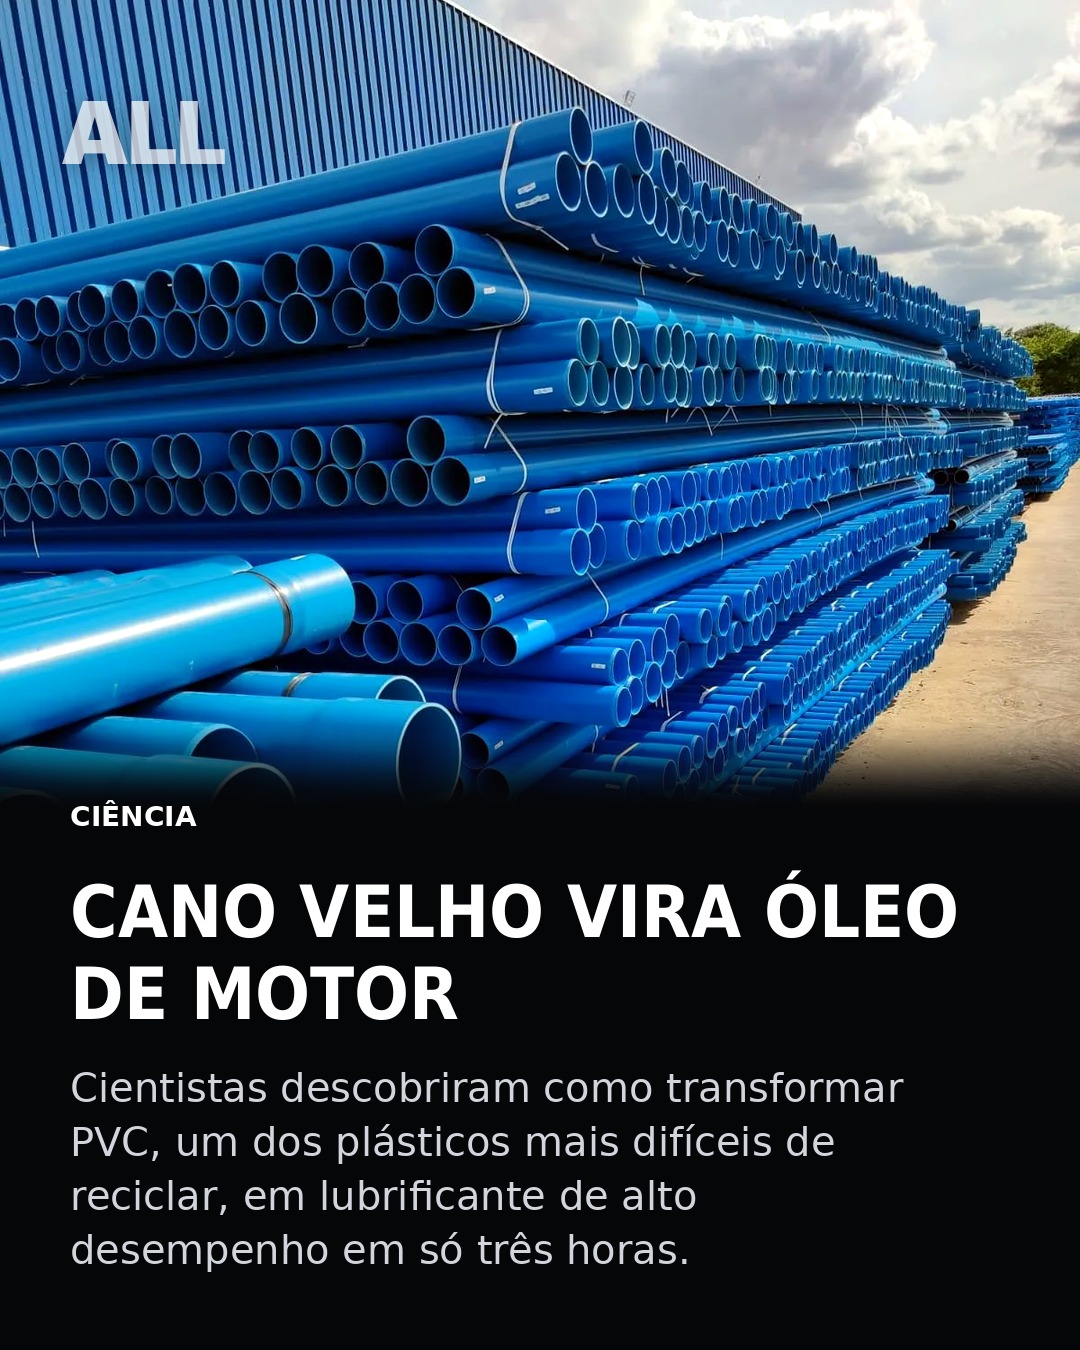 ALL
CIÊNCIA
CANO VELHO VIRA ÓLEO
DE MOTOR
Cientistas descobriram como transformar
PVC, um dos plásticos mais difíceis de
reciclar, em lubrificante de alto
desempenho em só três horas.